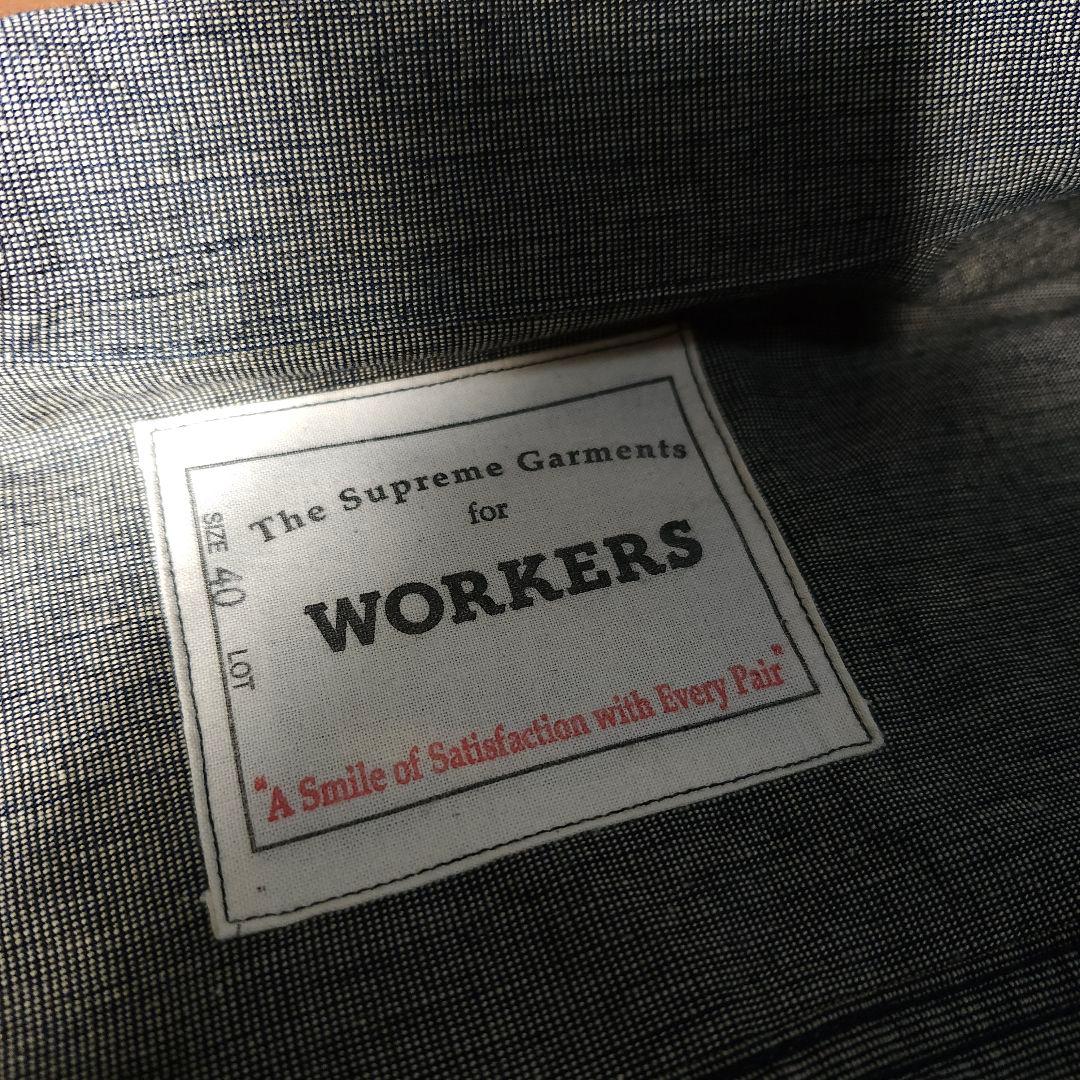 The Supreme Garments
for
WORKERS
"A Smile of Satisfaction with Every Pair"
SIZE 40 LOT